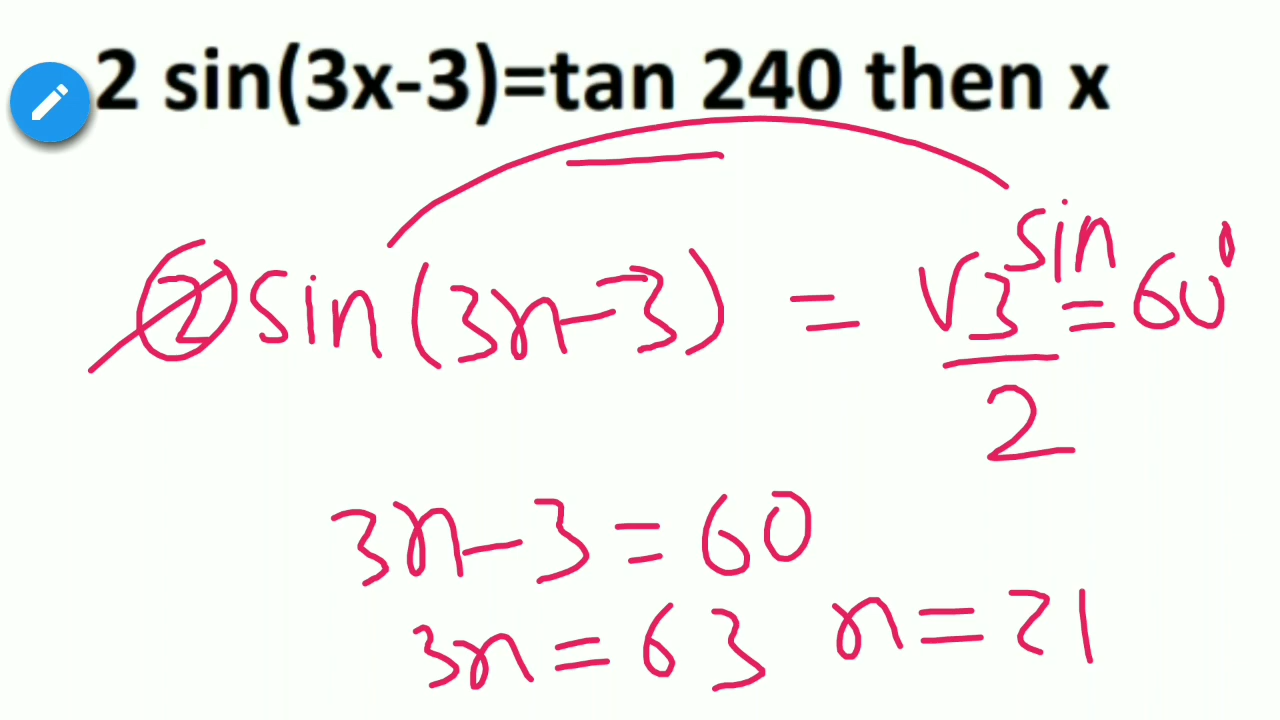 2 sin(3x-3)=tan 240 then x
2 sin(3x-3) = √3/2 sin = 60°
3x-3 = 60
3x = 63 x = 21